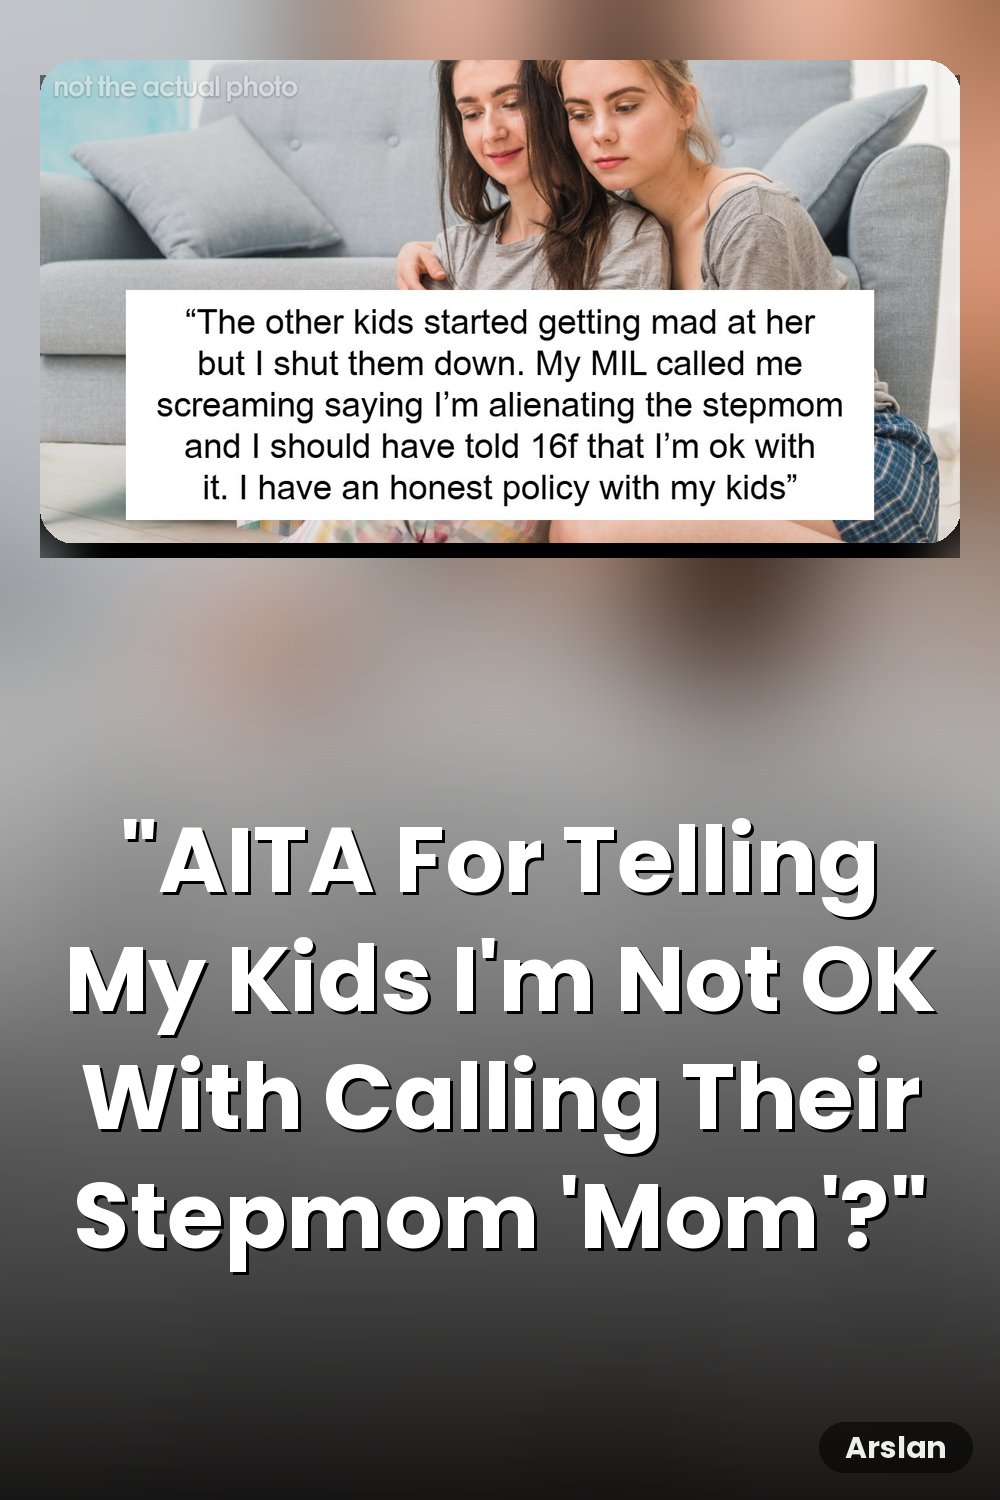 not the actual photo
“The other kids started getting mad at her
but I shut them down. My MIL called me
screaming saying I’m alienating the stepmom
and I should have told 16f that I’m ok with
it. I have an honest policy with my kids”
"AITA For Telling
My Kids I'm Not OK
With Calling Their
Stepmom 'Mom'?"
Arslan